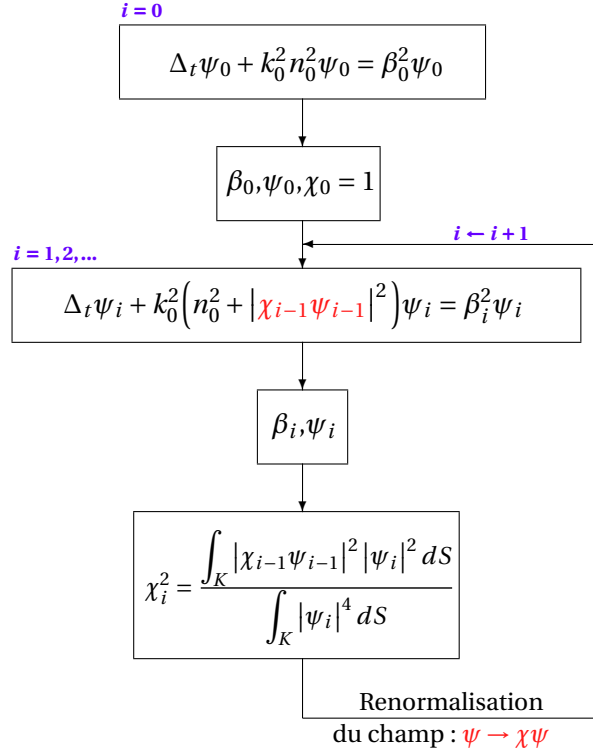 i = 0
Δ_t ψ_0 + k_0^2 n_0^2 ψ_0 = β_0^2 ψ_0
β_0, ψ_0, χ_0 = 1
i ← i + 1
i = 1, 2, ...
Δ_t ψ_i + k_0^2 (n_0^2 + |χ_{i−1} ψ_{i−1}|^2) ψ_i = β_i^2 ψ_i
β_i, ψ_i
χ_i^2 = ∫_K |χ_{i−1} ψ_{i−1}|^2 |ψ_i|^2 dS / ∫_K |ψ_i|^4 dS
Renormalisation
du champ : ψ → χψ